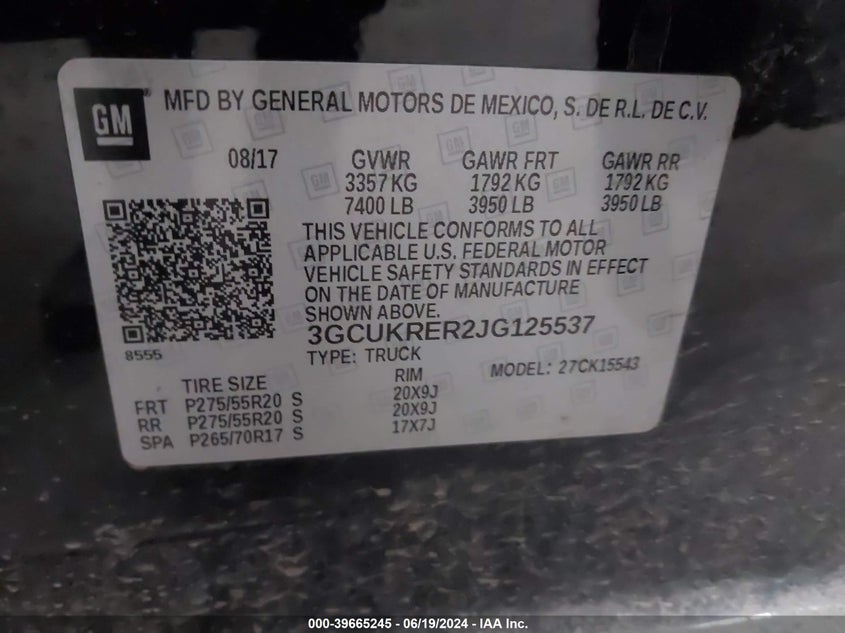 GM ® MFD BY GENERAL MOTORS DE MEXICO, S. DE R.L. DE C.V.
08/17 GVWR GAWR FRT GAWR RR
3357 KG 1792 KG 1792 KG
7400 LB 3950 LB 3950 LB
THIS VEHICLE CONFORMS TO ALL
APPLICABLE U.S. FEDERAL MOTOR
VEHICLE SAFETY STANDARDS IN EFFECT
ON THE DATE OF MANUFACTURE
SHOWN ABOVE.
3GCUKRER2JG125537
8555 TYPE: TRUCK MODEL: 27CK15543
TIRE SIZE RIM
FRT P275/55R20 S 20X9J
RR P275/55R20 S 20X9J
SPA P265/70R17 S 17X7J
000-39665245 - 06/19/2024 - IAA Inc.